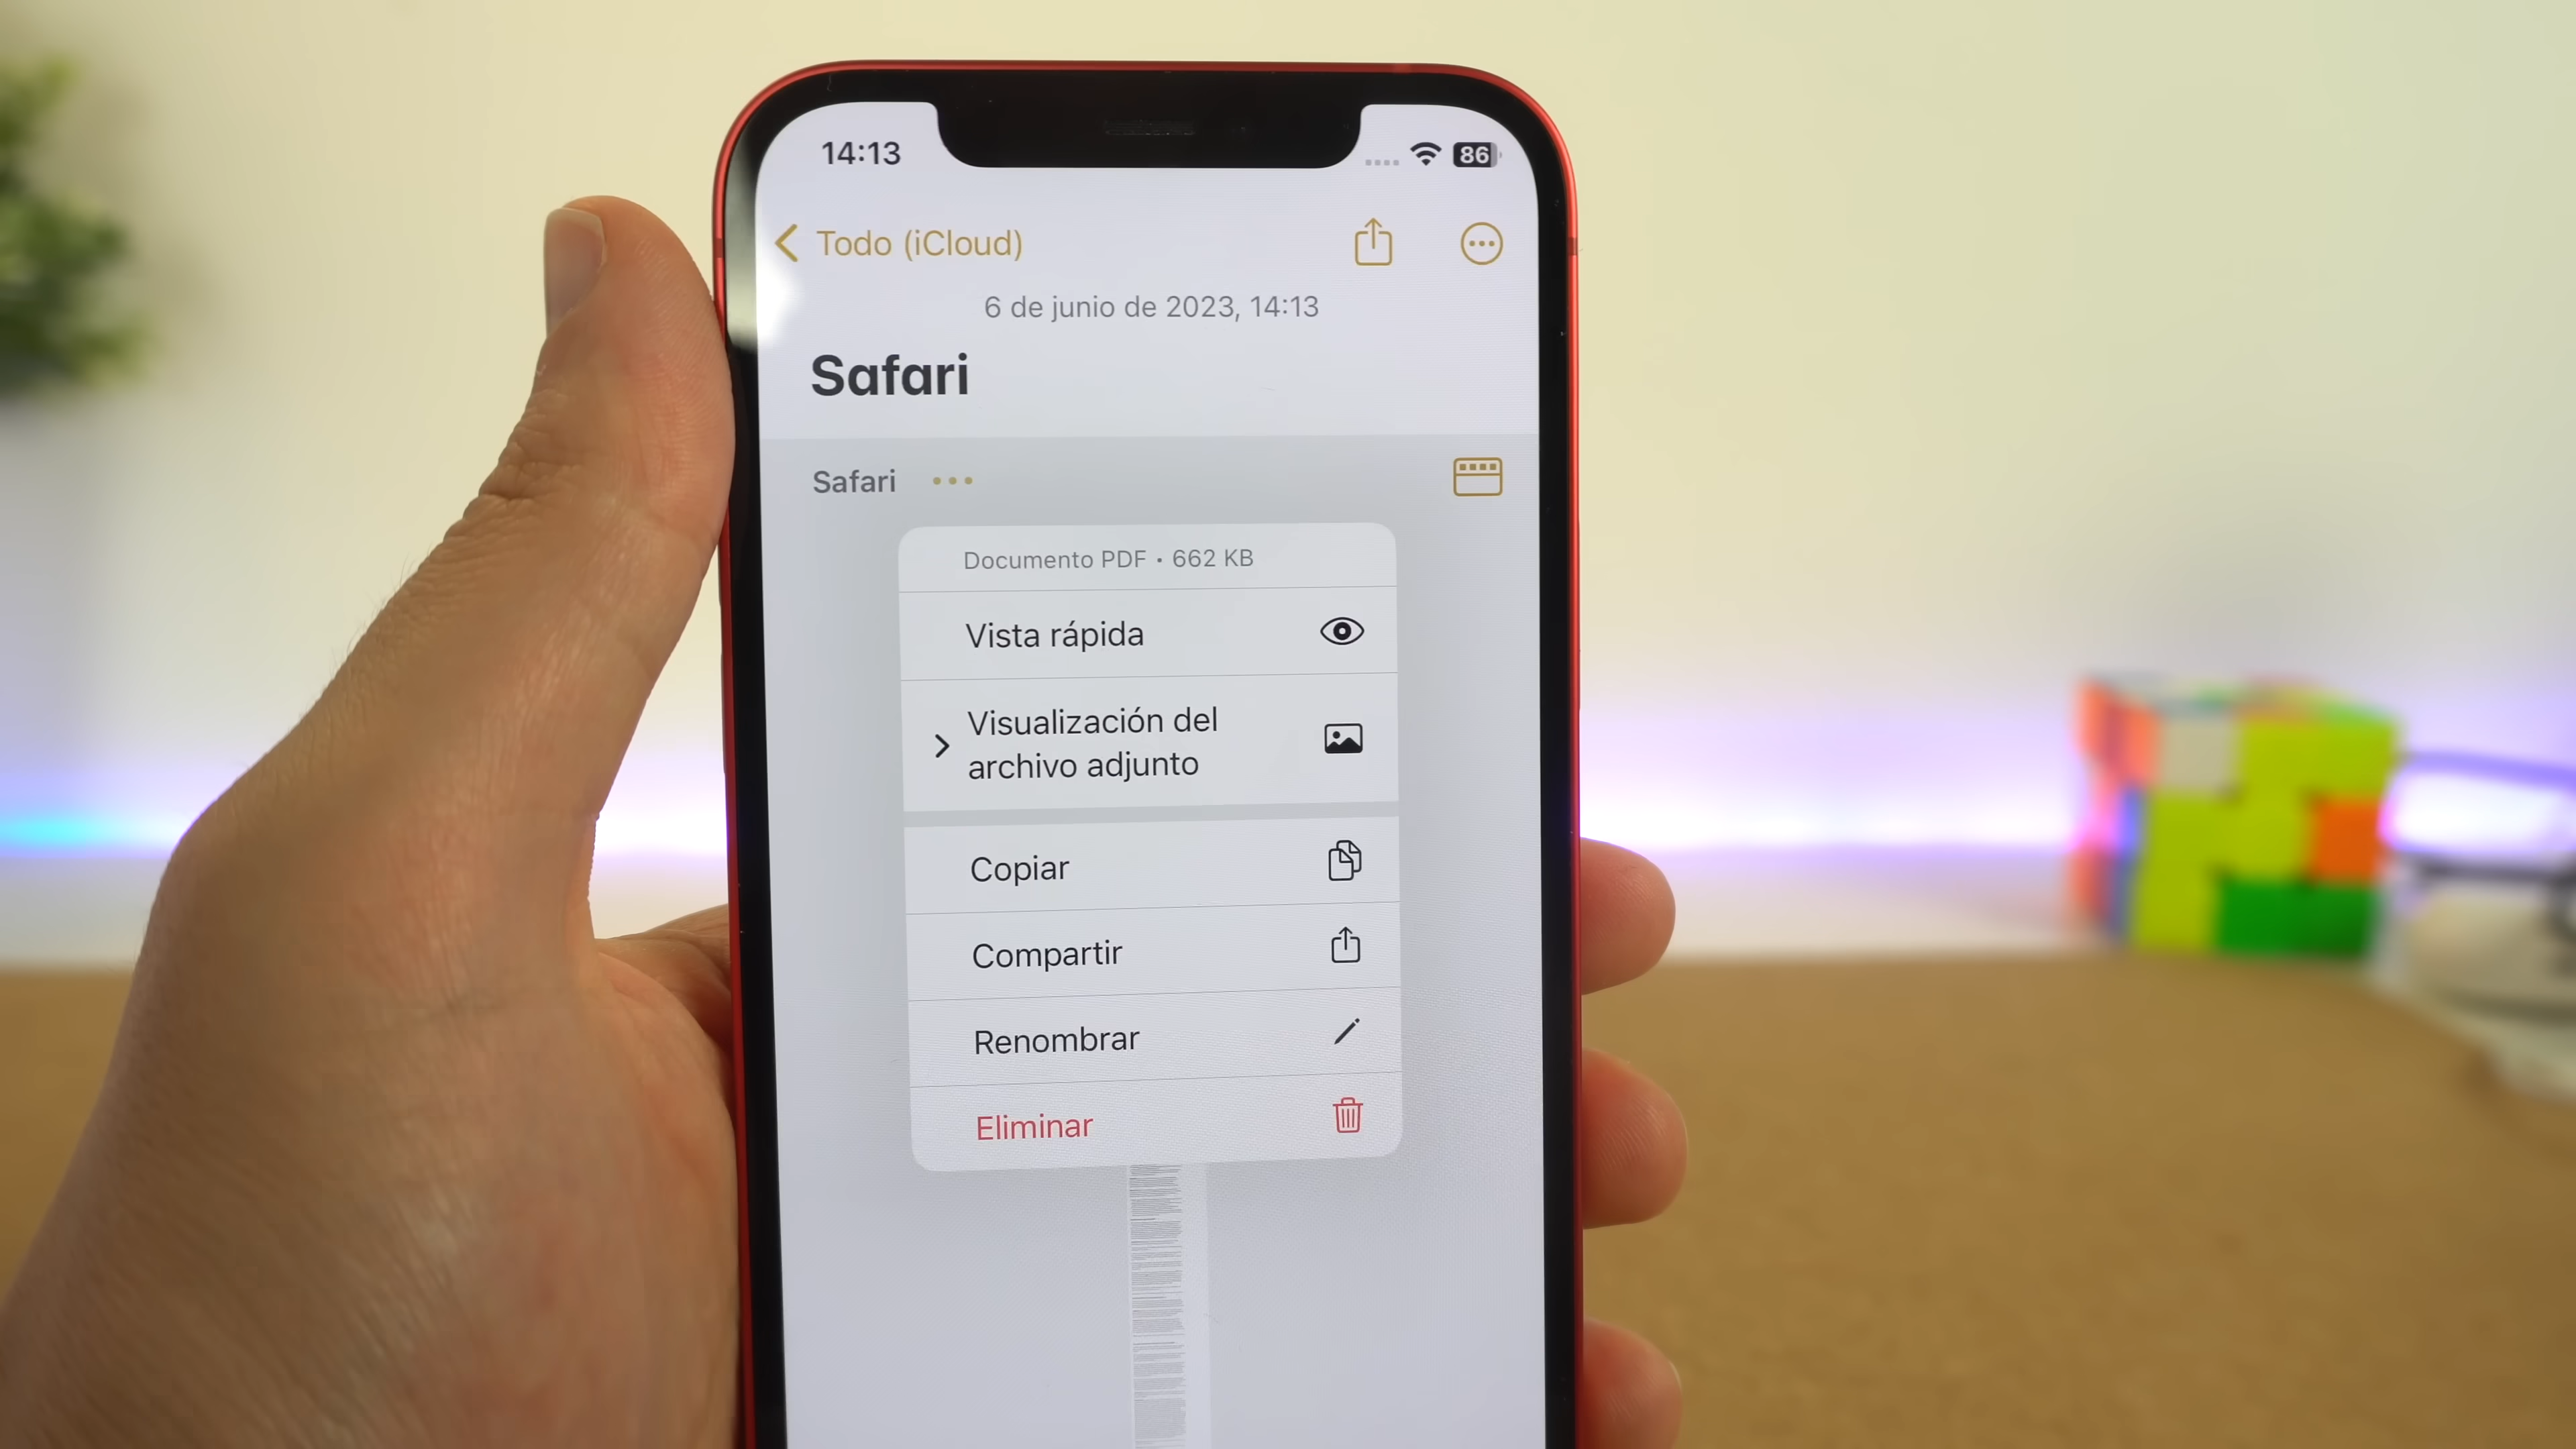 14:13
86
Todo (iCloud)
6 de junio de 2023, 14:13
Safari
Safari
Documento PDF • 662 KB
Vista rápida
Visualización del
archivo adjunto
Copiar
Compartir
Renombrar
Eliminar